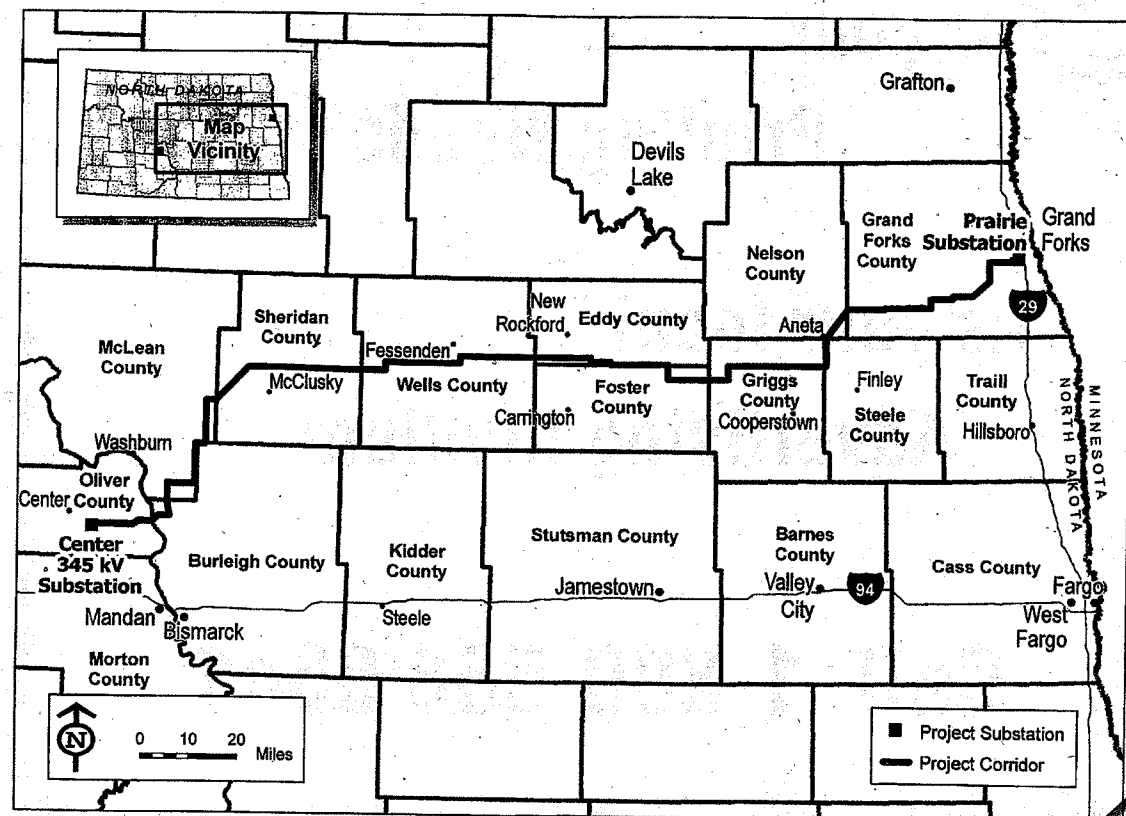 NORTH DAKOTA
Map
Vicinity
Grafton
Devils
Lake
Grand
Forks
County
Prairie
Substation
Grand
Forks
Nelson
County
29
New
Rockford
Eddy County
Aneta
Sheridan
County
McLean
County
Fessenden
McClusky
Wells County
Foster
County
Griggs
County
Cooperstown
Finley
Steele
County
Traill
County
Hillsboro
Carrington
MINNESOTA
NORTH DAKOTA
Washburn
Oliver
County
Center
Center
345 kV
Substation
Burleigh County
Kidder
County
Stutsman County
Barnes
County
Cass County
Jamestown
Valley
City
94
Fargo
West
Fargo
Mandan
Bismarck
Steele
Morton
County
N
0 10 20 Miles
Project Substation
Project Corridor